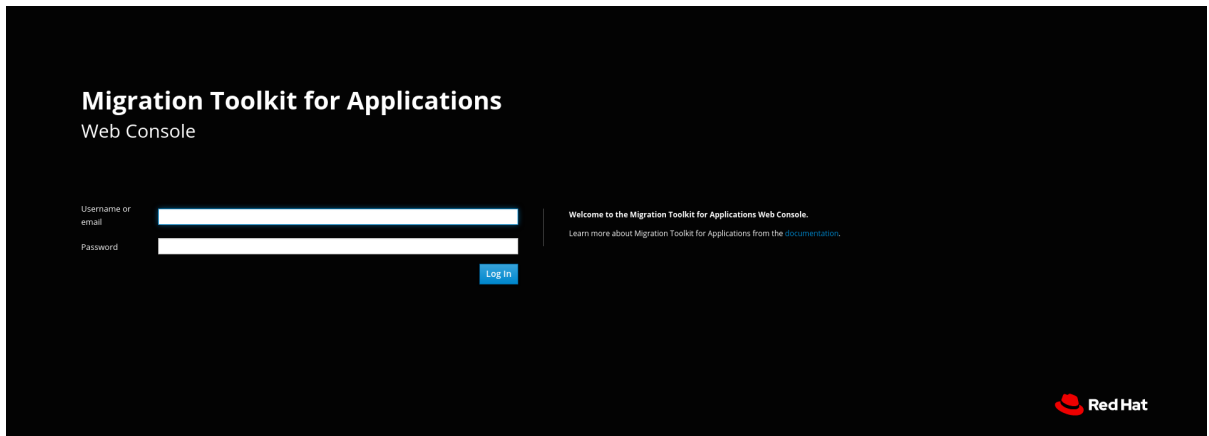 Migration Toolkit for Applications
Web Console
Username or
email
Password
Log In
Welcome to the Migration Toolkit for Applications Web Console.
Learn more about Migration Toolkit for Applications from the documentation.
Red Hat